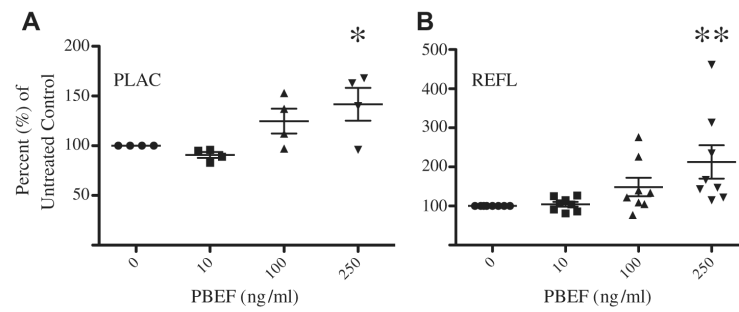 A
B
*
**
Percent (%) of
Untreated Control
200
150
100
50
PLAC
0
10
100
250
PBEF (ng/ml)
500
400
300
200
100
REFL
0
10
100
250
PBEF (ng/ml)